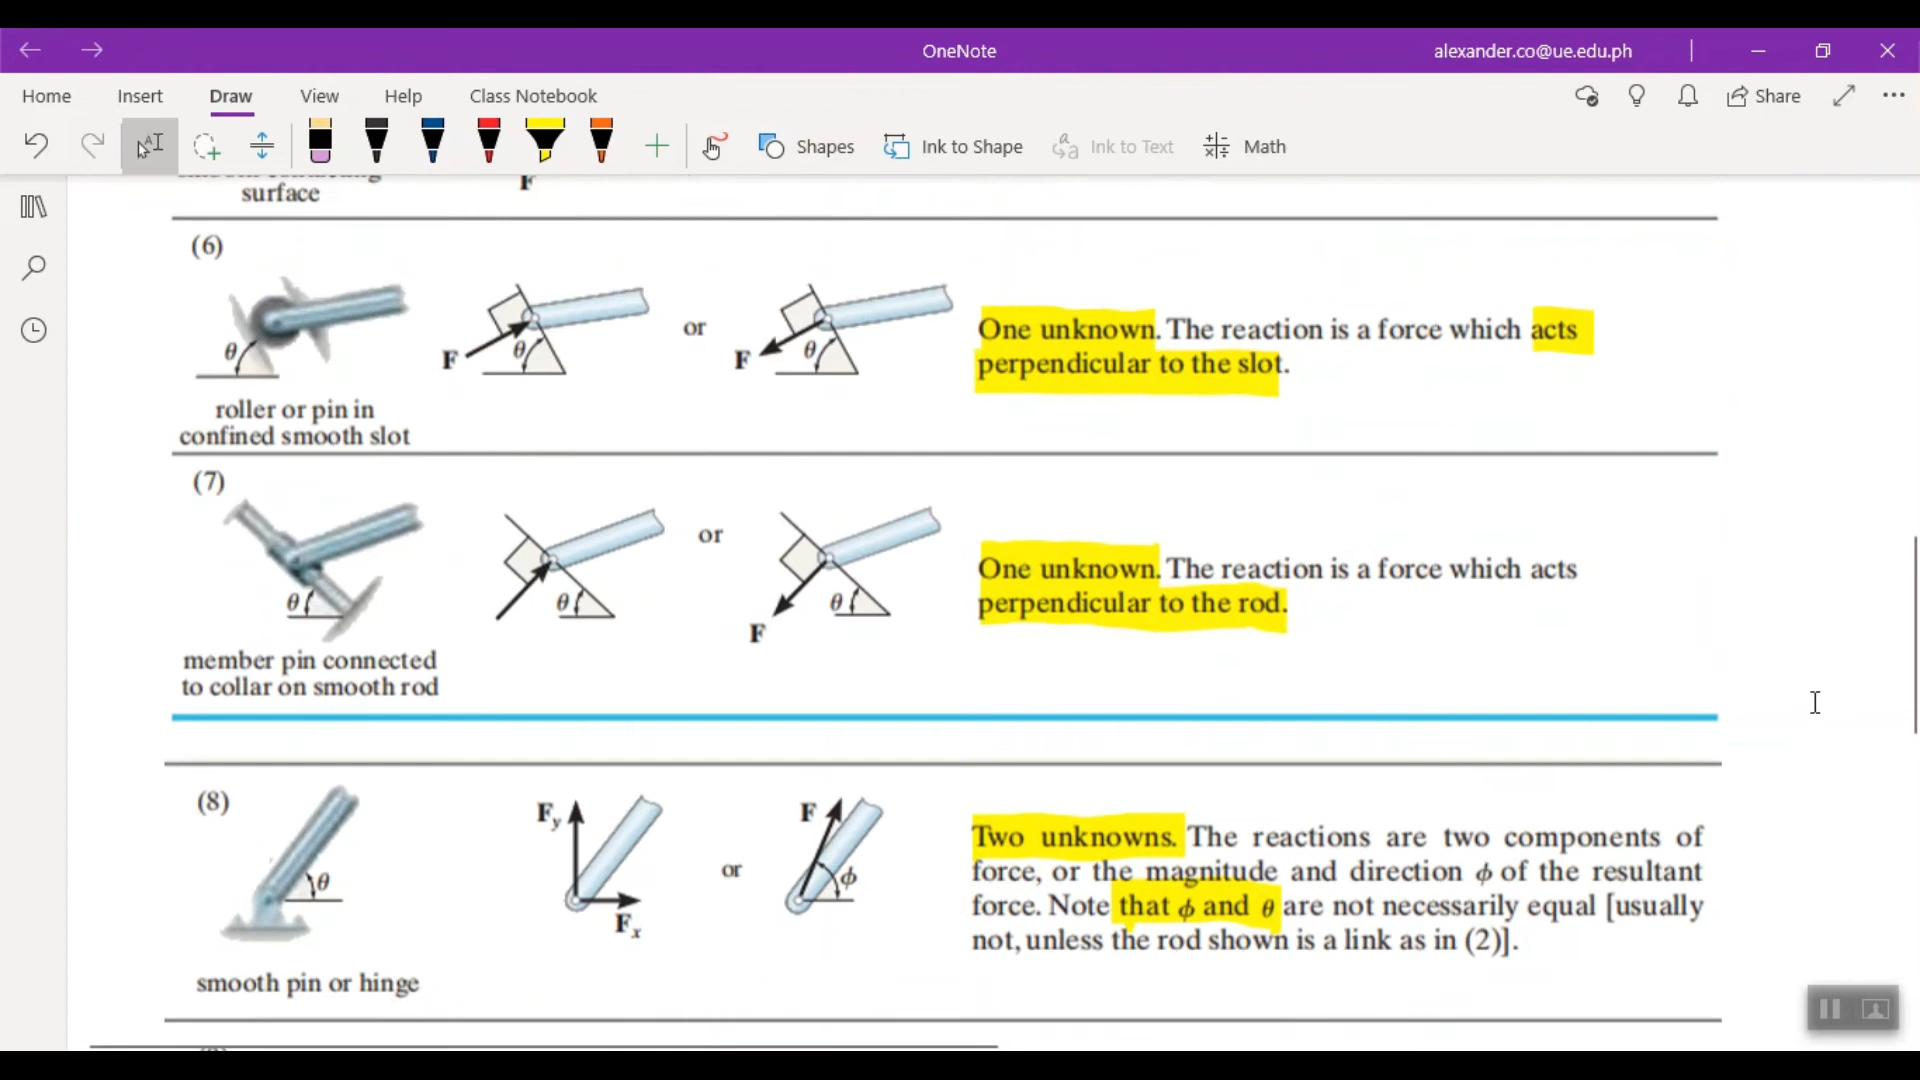 OneNote
alexander.co@ue.edu.ph
Home Insert Draw View Help Class Notebook
Share
Shapes Ink to Shape Ink to Text Math
surface
F
(6)
θ
F θ
or
F θ
One unknown. The reaction is a force which acts
perpendicular to the slot.
roller or pin in
confined smooth slot
(7)
θ
θ
or
θ
F
One unknown. The reaction is a force which acts
perpendicular to the rod.
member pin connected
to collar on smooth rod
(8)
θ
Fy
Fx
or
F
ϕ
Two unknowns. The reactions are two components of
force, or the magnitude and direction ϕ of the resultant
force. Note that ϕ and θ are not necessarily equal [usually
not, unless the rod shown is a link as in (2)].
smooth pin or hinge